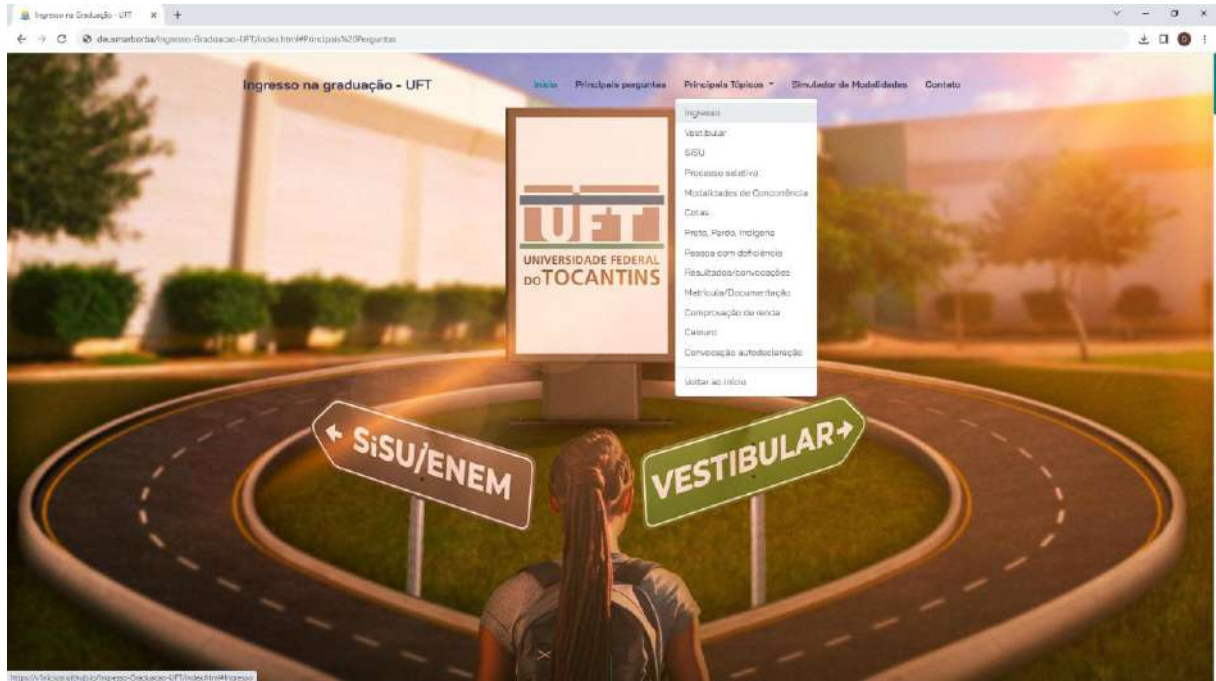 Ingresso na Graduação - UFT
Ingresso na graduação - UFT
Início Principais perguntas Principais Tópicos Simulador de Modalidades Contato
Ingresso
Vestibular
SiSU
Processo seletivo
Modalidades de Concorrência
Cotas
Preto, Pardo, Indígena
Pessoa com deficiência
Resultados/convocações
Matrícula/Documentação
Comprovação de renda
Convocação autodeclaração
Voltar ao início
UFT
UNIVERSIDADE FEDERAL
DO TOCANTINS
← SiSU/ENEM
VESTIBULAR→